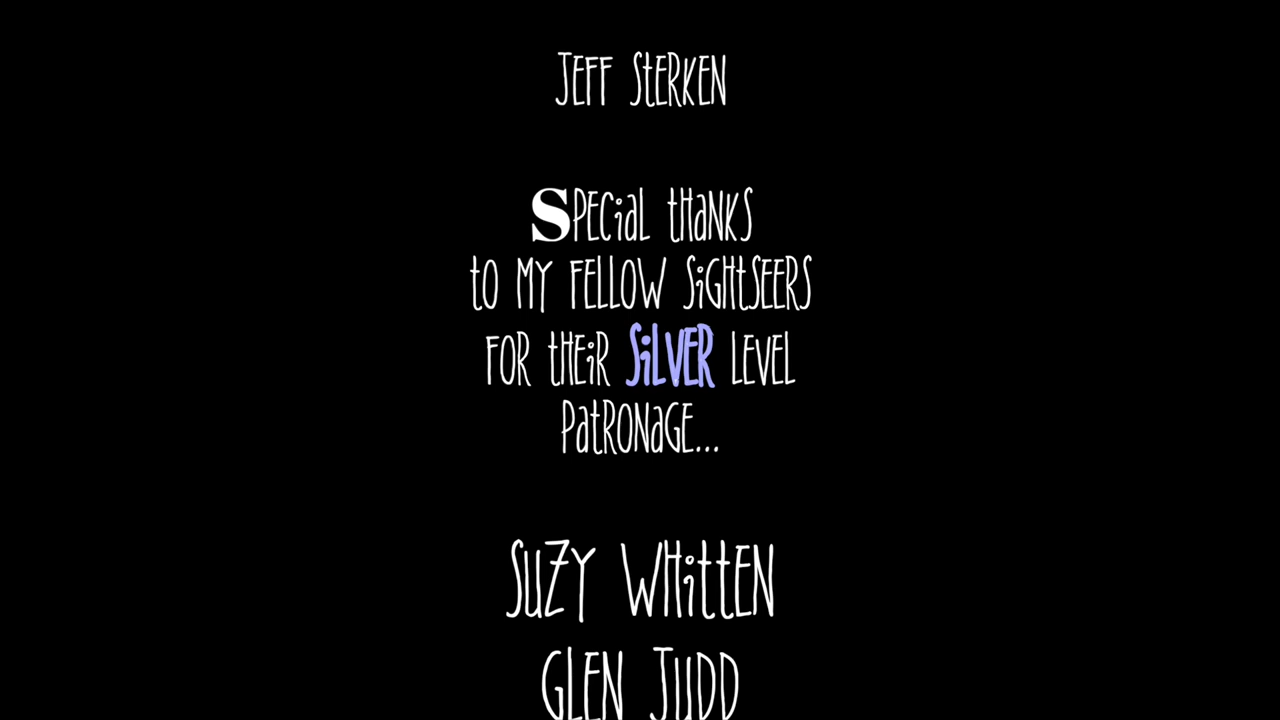 JEFF STERKEN
SPECiaL tHaNKS
tO MY FELLOW SiGHtSEERS
FOR tHEiR SiLVER LEVEL
PatRONaGE...
SuZY WHittEN
GLEN JuDD